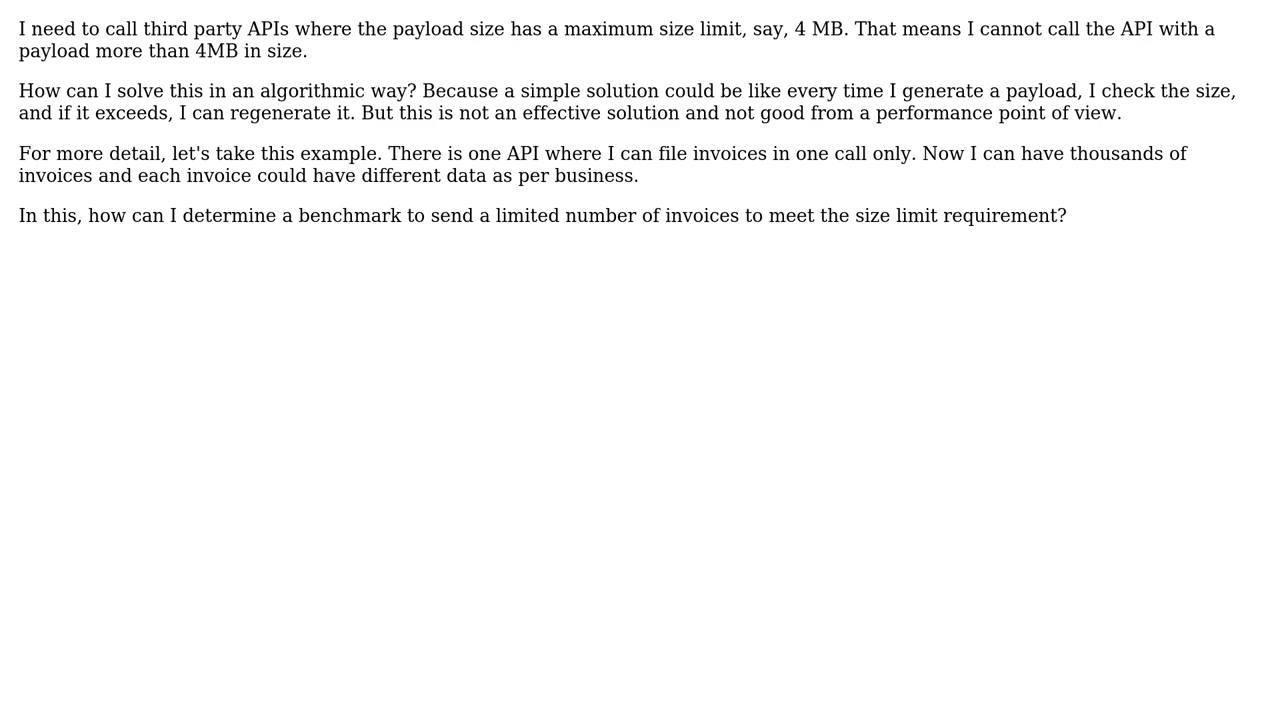 I need to call third party APIs where the payload size has a maximum size limit, say, 4 MB. That means I cannot call the API with a
payload more than 4MB in size.
How can I solve this in an algorithmic way? Because a simple solution could be like every time I generate a payload, I check the size,
and if it exceeds, I can regenerate it. But this is not an effective solution and not good from a performance point of view.
For more detail, let's take this example. There is one API where I can file invoices in one call only. Now I can have thousands of
invoices and each invoice could have different data as per business.
In this, how can I determine a benchmark to send a limited number of invoices to meet the size limit requirement?